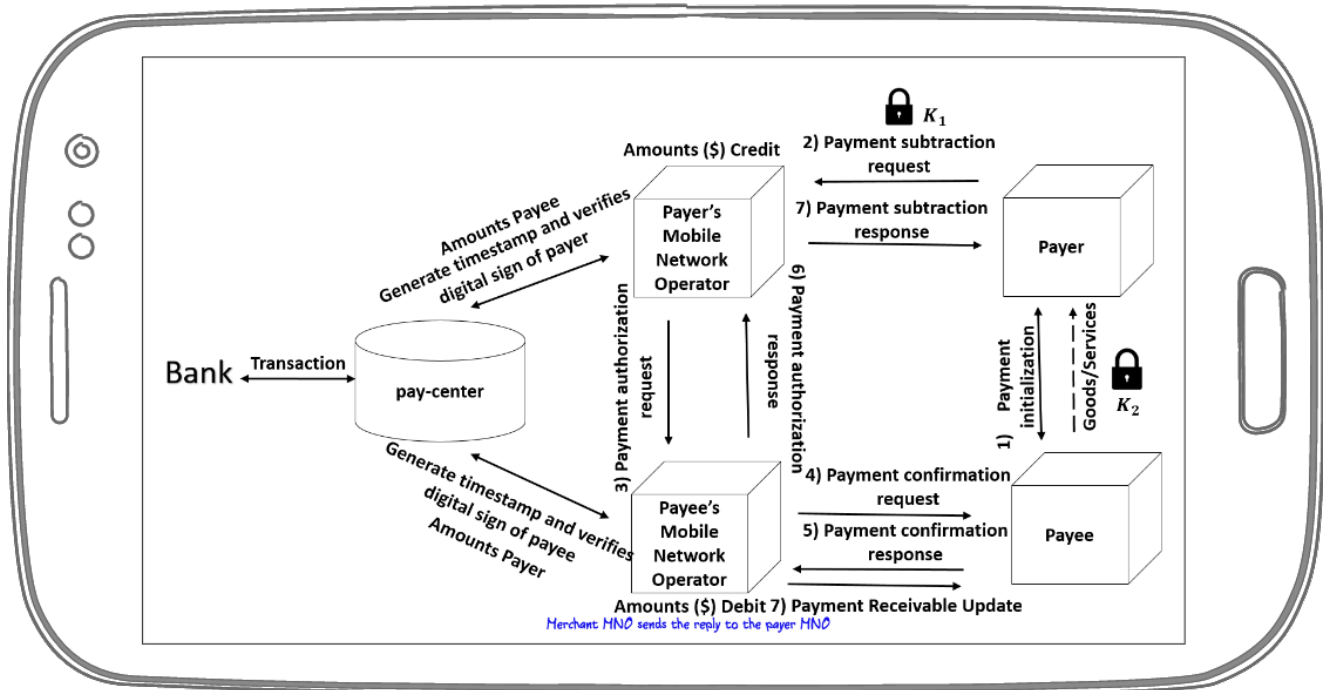 K₁
2) Payment subtraction
request
Amounts ($) Credit
7) Payment subtraction
response
Payer's
Mobile
Network
Operator
Payer
Amounts Payee
Generate timestamp and verifies
digital sign of payer
3) Payment authorization
request
6) Payment authorization
response
1) Payment
initialization
Goods/Services
K₂
Bank
Transaction
pay-center
Generate timestamp and verifies
digital sign of payee
Amounts Payer
4) Payment confirmation
request
5) Payment confirmation
response
Payee's
Mobile
Network
Operator
Payee
Amounts ($) Debit 7) Payment Receivable Update
Merchant MNO sends the reply to the payer MNO